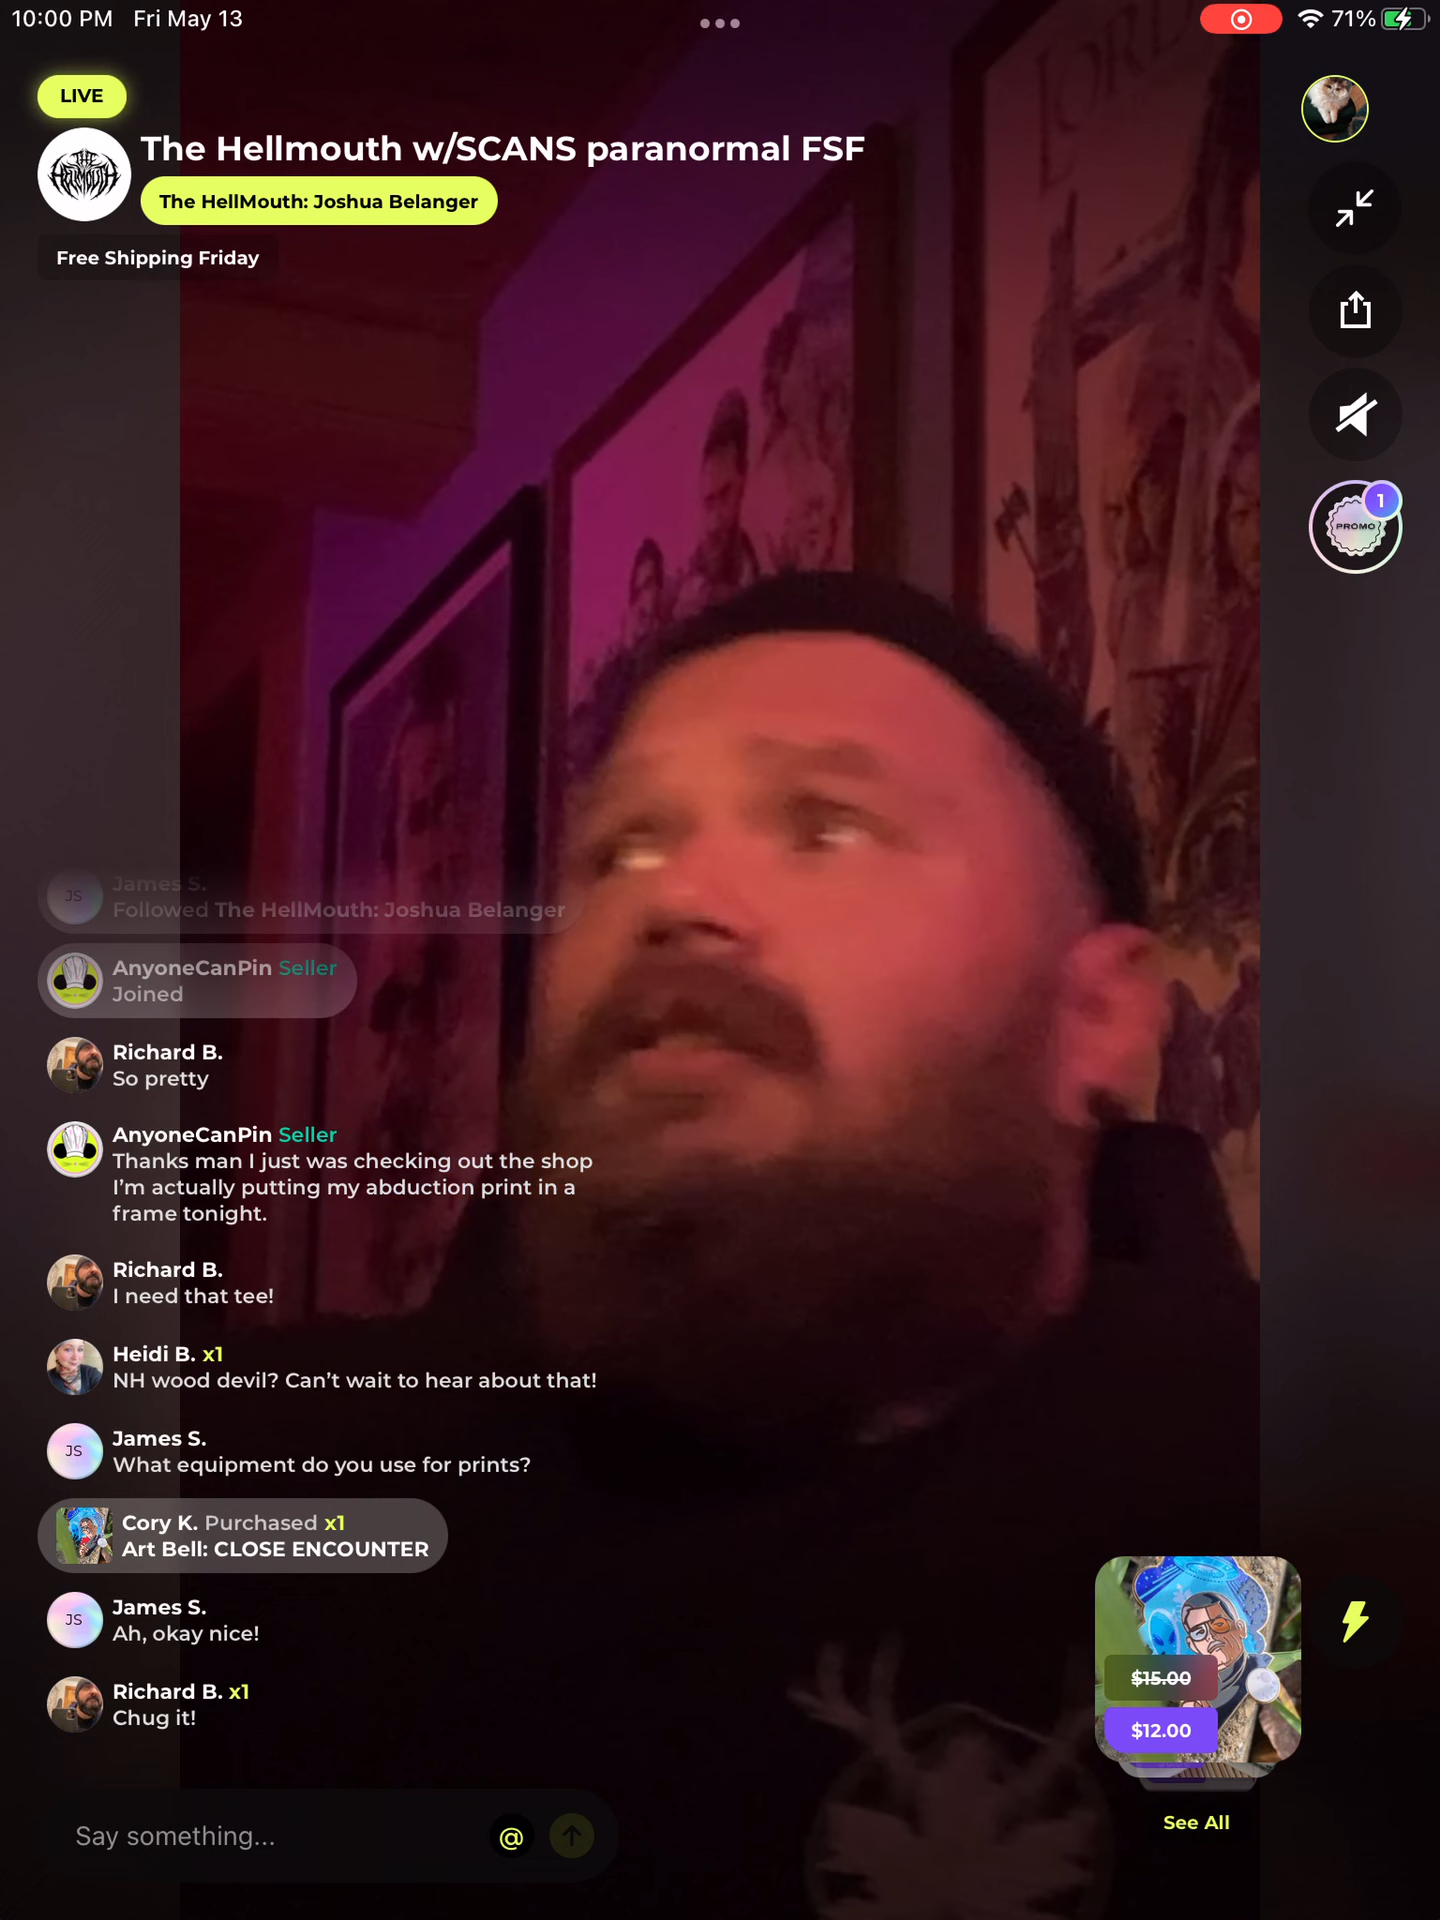 10:00 PM Fri May 13
71%
LIVE
THE HELLMOUTH
The Hellmouth w/SCANS paranormal FSF
The HellMouth: Joshua Belanger
Free Shipping Friday
1
PROMO
JS
James S.
Followed The HellMouth: Joshua Belanger
AnyoneCanPin Seller
Joined
Richard B.
So pretty
AnyoneCanPin Seller
Thanks man I just was checking out the shop
I’m actually putting my abduction print in a
frame tonight.
Richard B.
I need that tee!
Heidi B. x1
NH wood devil? Can’t wait to hear about that!
JS
James S.
What equipment do you use for prints?
Cory K. Purchased x1
Art Bell: CLOSE ENCOUNTER
JS
James S.
Ah, okay nice!
Richard B. x1
Chug it!
$15.00
$12.00
See All
Say something...
@